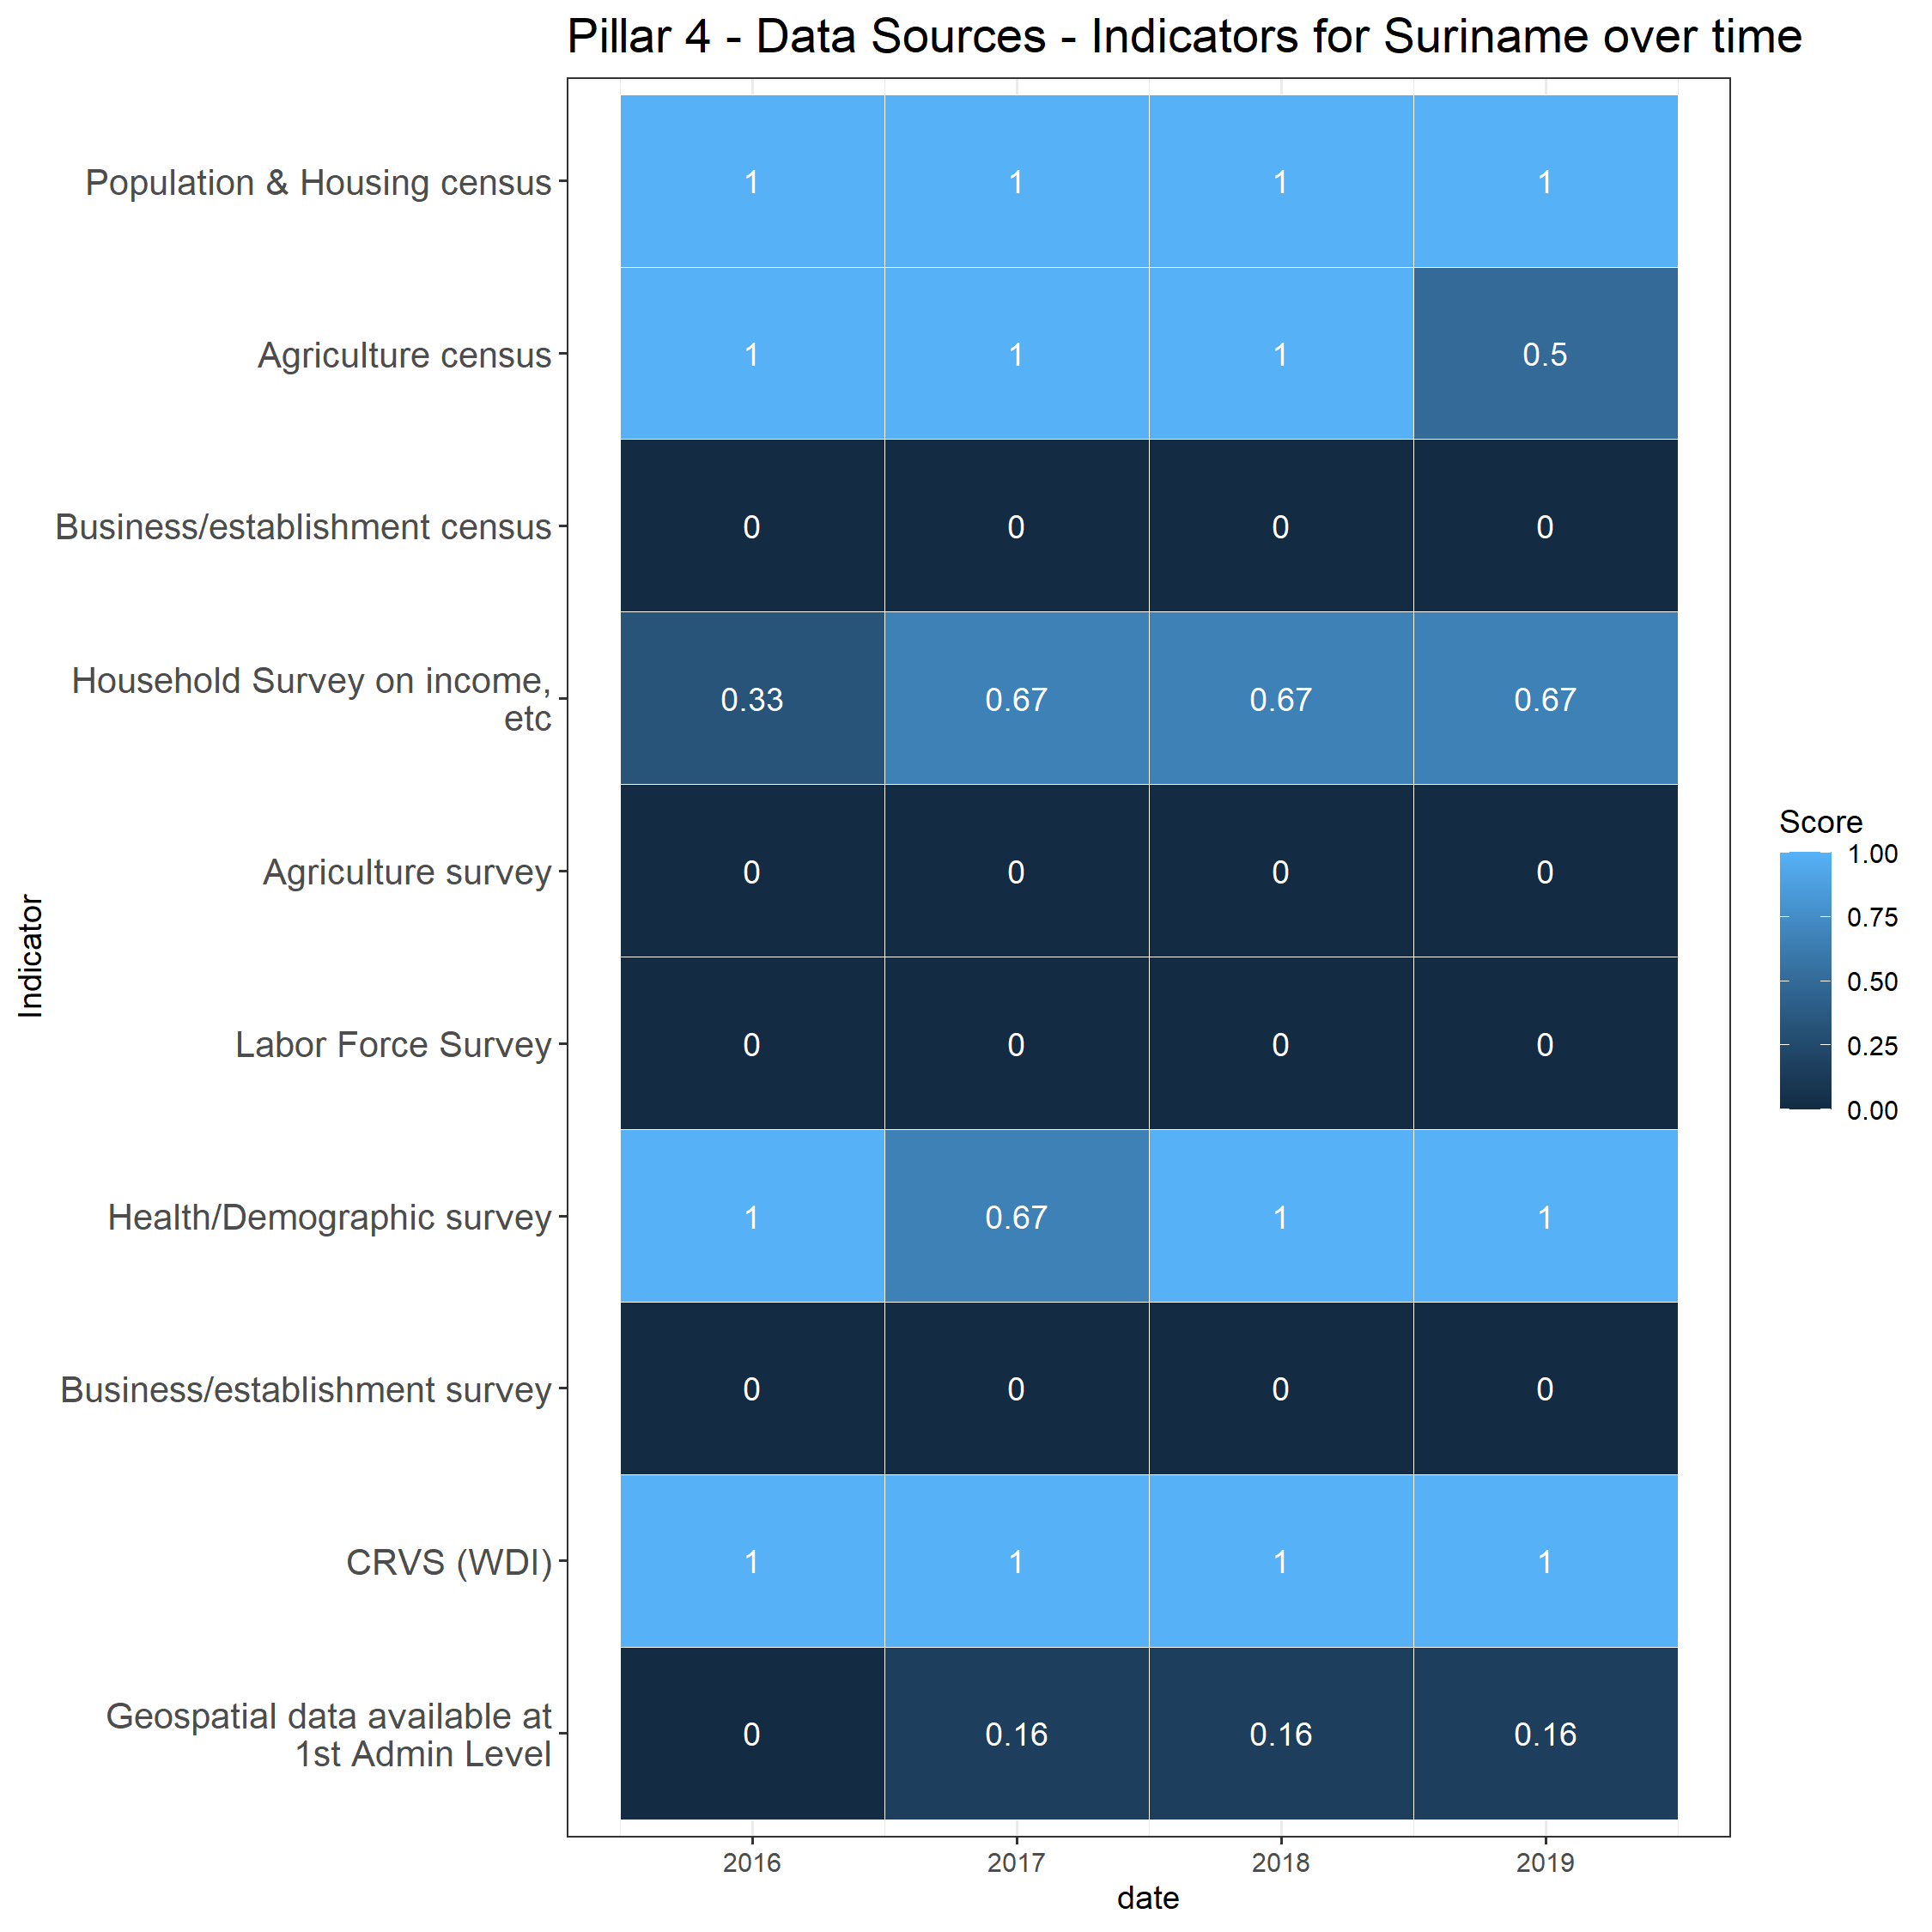 Pillar 4 - Data Sources - Indicators for Suriname over time
Population & Housing census
1 1 1 1
Agriculture census
1 1 1 0.5
Business/establishment census
0 0 0 0
Household Survey on income,
etc
0.33 0.67 0.67 0.67
Agriculture survey
0 0 0 0
Labor Force Survey
0 0 0 0
Health/Demographic survey
1 0.67 1 1
Business/establishment survey
0 0 0 0
CRVS (WDI)
1 1 1 1
Geospatial data available at
1st Admin Level
0 0.16 0.16 0.16
2016 2017 2018 2019
date
Indicator
Score
1.00
0.75
0.50
0.25
0.00